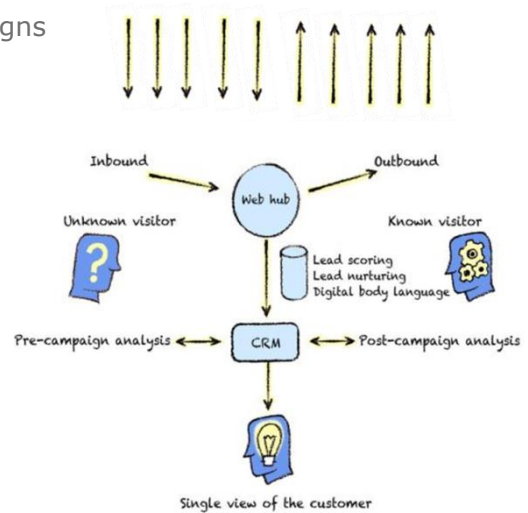 gns
Inbound
Outbound
Web hub
Unknown visitor
Known visitor
?
Lead scoring
Lead nurturing
Digital body language
Pre-campaign analysis
CRM
Post-campaign analysis
Single view of the customer